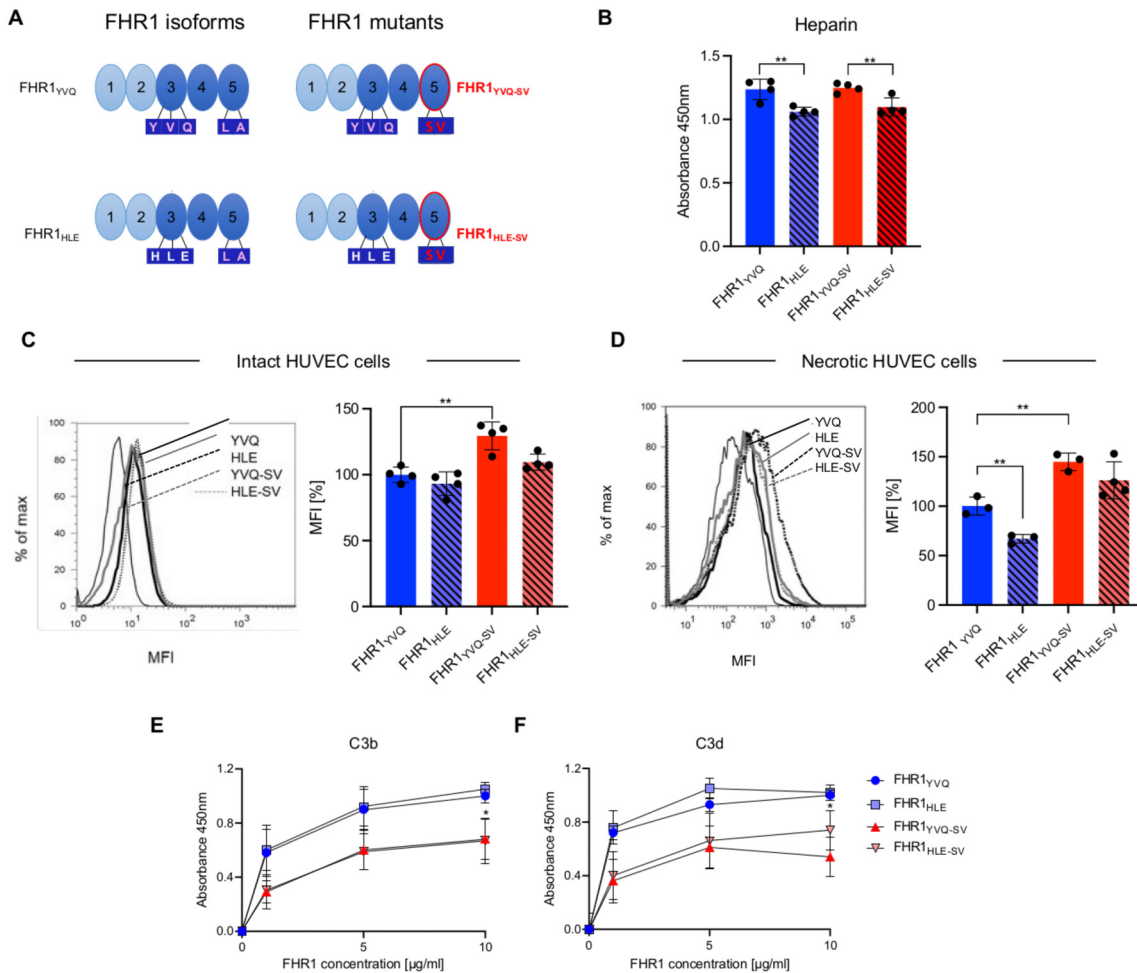 A
FHR1 isoforms FHR1 mutants
FHR1YVQ 1 2 3 4 5 1 2 3 4 5 FHR1YVQ-SV
Y V Q L A Y V Q SV
FHR1HLE 1 2 3 4 5 1 2 3 4 5 FHR1HLE-SV
H L E L A H L E SV
B
Heparin
Absorbance 450nm
1.5
1.0
1.0
0.0
** **
FHR1YVQ
FHR1HLE
FHR1YVQ-SV
FHR1HLE-SV
C
Intact HUVEC cells
% of max
100
80
60
40
20
0
10⁰ 10¹ 10² 10³
MFI
YVQ
HLE
YVQ-SV
HLE-SV
MFI [%]
150
100
50
0
**
FHR1YVQ
FHR1HLE
FHR1YVQ-SV
FHR1HLE-SV
D
Necrotic HUVEC cells
% of max
100
80
60
40
20
0
10¹ 10² 10³ 10⁴ 10⁵
MFI
YVQ
HLE
YVQ-SV
HLE-SV
MFI [%]
200
150
100
50
0
**
**
FHR1 YVQ
FHR1HLE
FHR1YVQ-SV
FHR1HLE-SV
E
C3b
Absorbance 450nm
1.2
0.8
0.4
0.0
*
0 5 10
FHR1 concentration [µg/ml]
F
C3d
Absorbance 450nm
1.2
0.8
0.4
0.0
*
0 5 10
FHR1 concentration [µg/ml]
FHR1YVQ
FHR1HLE
FHR1YVQ-SV
FHR1HLE-SV